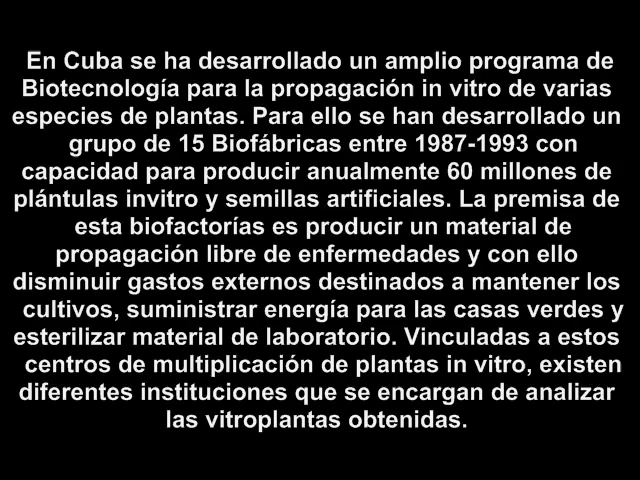 En Cuba se ha desarrollado un amplio programa de
Biotecnología para la propagación in vitro de varias
especies de plantas. Para ello se han desarrollado un
grupo de 15 Biofábricas entre 1987-1993 con
capacidad para producir anualmente 60 millones de
plántulas invitro y semillas artificiales. La premisa de
esta biofactorías es producir un material de
propagación libre de enfermedades y con ello
disminuir gastos externos destinados a mantener los
cultivos, suministrar energía para las casas verdes y
esterilizar material de laboratorio. Vinculadas a estos
centros de multiplicación de plantas in vitro, existen
diferentes instituciones que se encargan de analizar
las vitroplantas obtenidas.